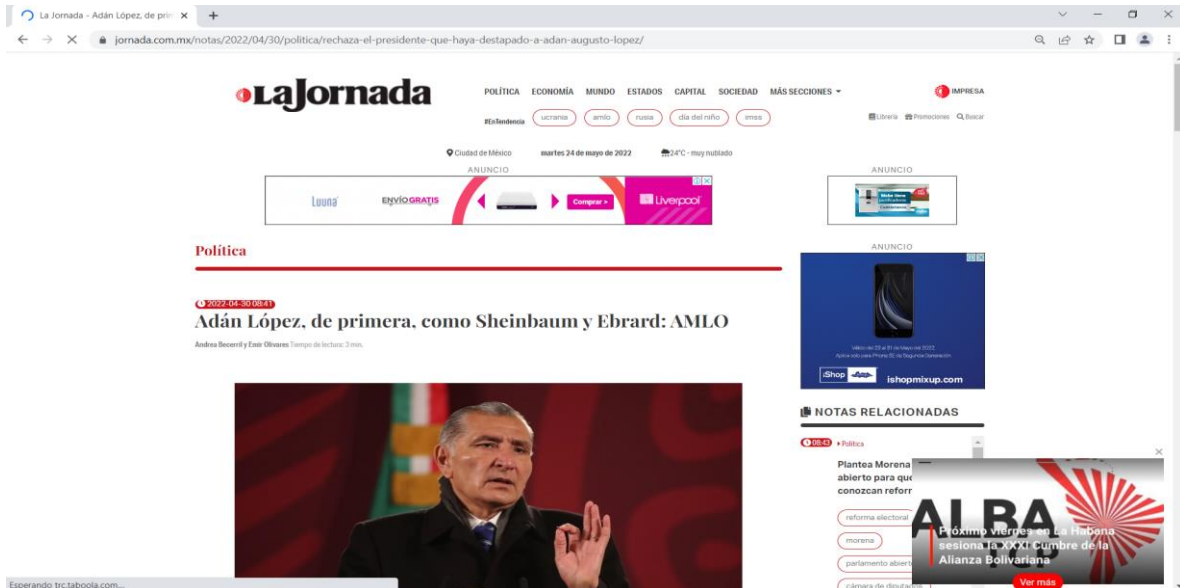 La Jornada - Adán López, de prim
jornada.com.mx/notas/2022/04/30/politica/rechaza-el-presidente-que-haya-destapado-a-adan-augusto-lopez/
laJornada
POLÍTICA ECONOMÍA MUNDO ESTADOS CAPITAL SOCIEDAD MÁS SECCIONES
IMPRESA
#EnTendencia ucrania amlo rusia día del niño imss
Librería Promociones Buscar
Ciudad de México martes 24 de mayo de 2022 24°C - muy nublado
ANUNCIO
Luuna ENVÍO GRATIS Comprar > Liverpool
ANUNCIO
Política
ANUNCIO
2022-04-30 08:41
Adán López, de primera, como Sheinbaum y Ebrard: AMLO
Andrea Becerril y Emir Olivares Tiempo de lectura: 3 min.
iShop ishopmixup.com
NOTAS RELACIONADAS
08:43 Política
Plantea Morena
abierto para que
conozcan reforr
reforma electoral
morena
parlamento abiert
cámara de diputados
ALBA
Próximo viernes en La Habana
sesiona la XXXI Cumbre de la
Alianza Bolivariana
Ver más
Esperando trc.taboola.com...